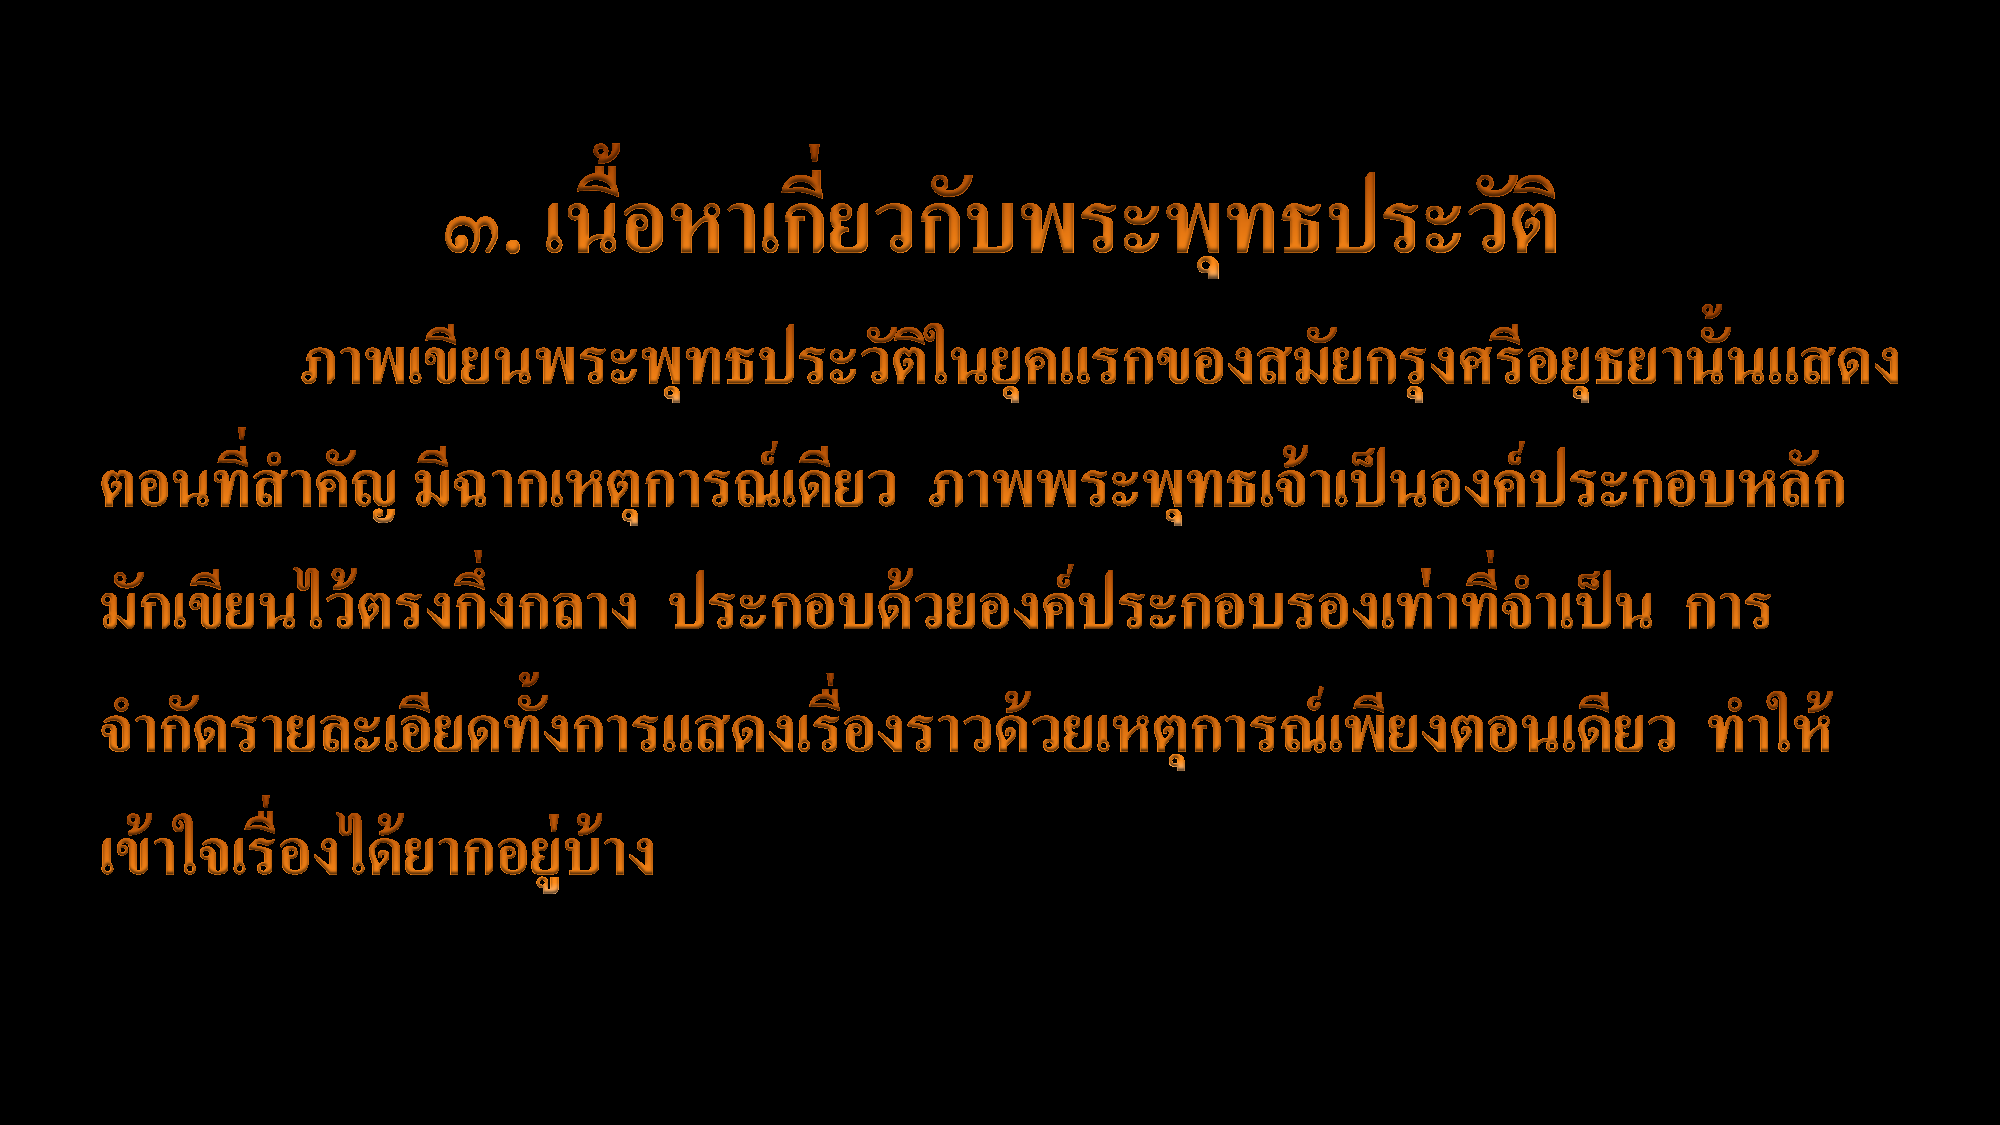 ๓. เนื้อหาเกี่ยวกับพระพุทธประวัติ
ภาพเขียนพระพุทธประวัติในยุคแรกของสมัยกรุงศรีอยุธยานั้นแสดง
ตอนที่สำคัญ มีฉากเหตุการณ์เดียว ภาพพระพุทธเจ้าเป็นองค์ประกอบหลัก
มักเขียนไว้ตรงกึ่งกลาง ประกอบด้วยองค์ประกอบรองเท่าที่จำเป็น การ
จำกัดรายละเอียดทั้งการแสดงเรื่องราวด้วยเหตุการณ์เพียงตอนเดียว ทำให้
เข้าใจเรื่องได้ยากอยู่บ้าง